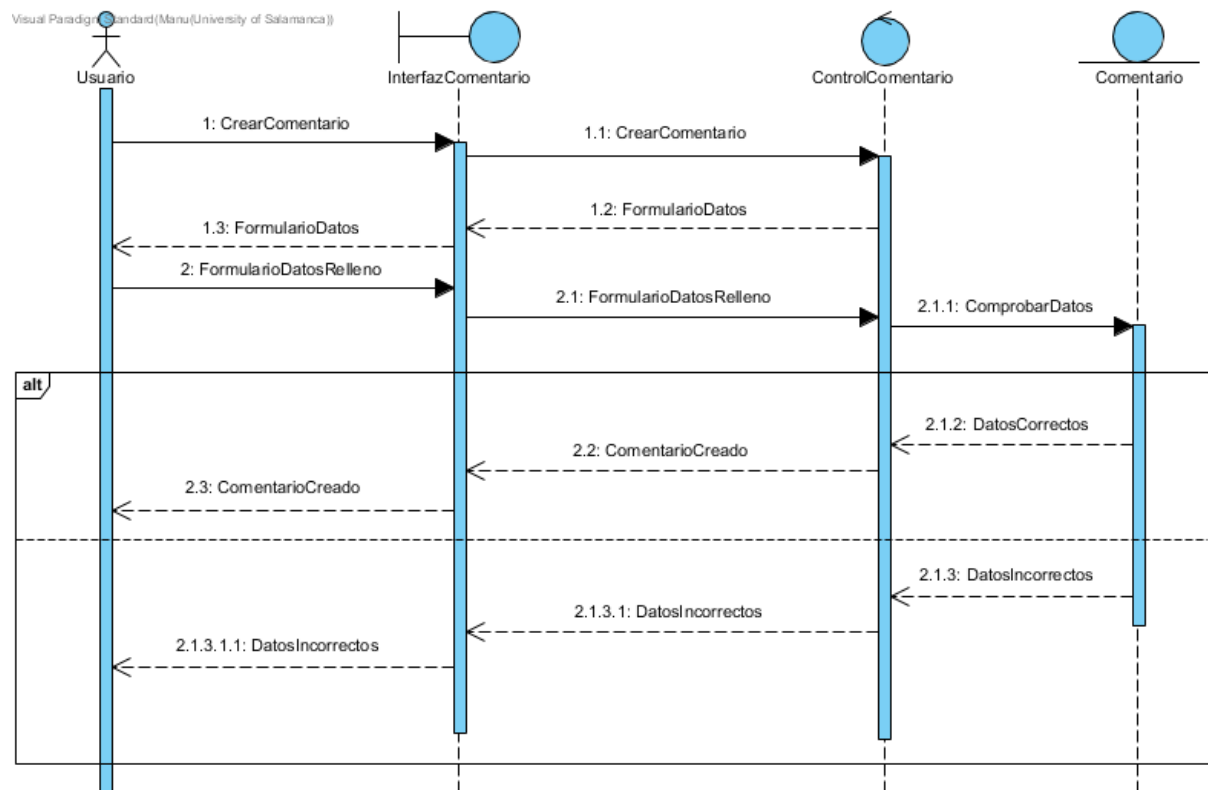 Visual Paradigm Standard(Manu(University of Salamanca))
Usuario
InterfazComentario
ControlComentario
Comentario
1: CrearComentario
1.1: CrearComentario
1.2: FormularioDatos
1.3: FormularioDatos
2: FormularioDatosRelleno
2.1: FormularioDatosRelleno
2.1.1: ComprobarDatos
alt
2.1.2: DatosCorrectos
2.2: ComentarioCreado
2.3: ComentarioCreado
2.1.3: DatosIncorrectos
2.1.3.1: DatosIncorrectos
2.1.3.1.1: DatosIncorrectos